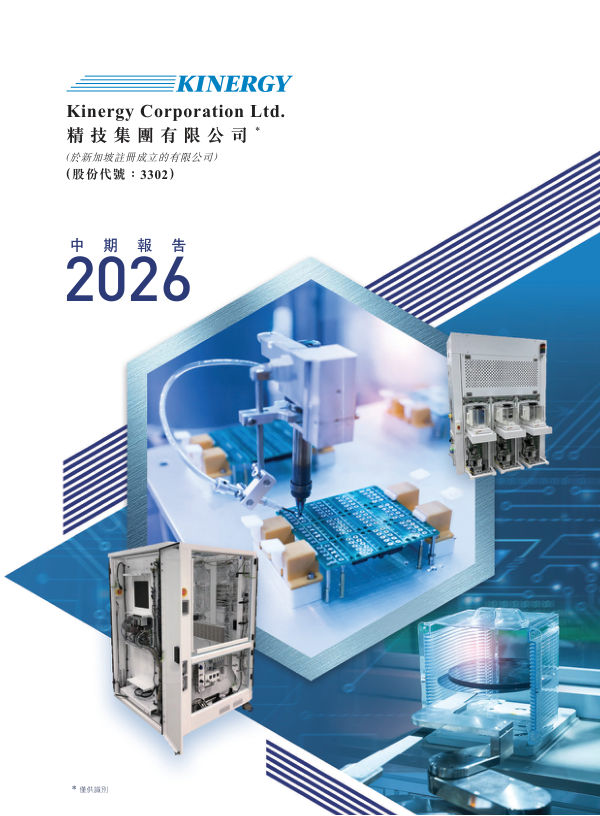 KINERGY
Kinergy Corporation Ltd.
精技集團有限公司*
(於新加坡註冊成立的有限公司)
(股份代號：3302)
中期報告
2026
* 僅供識別